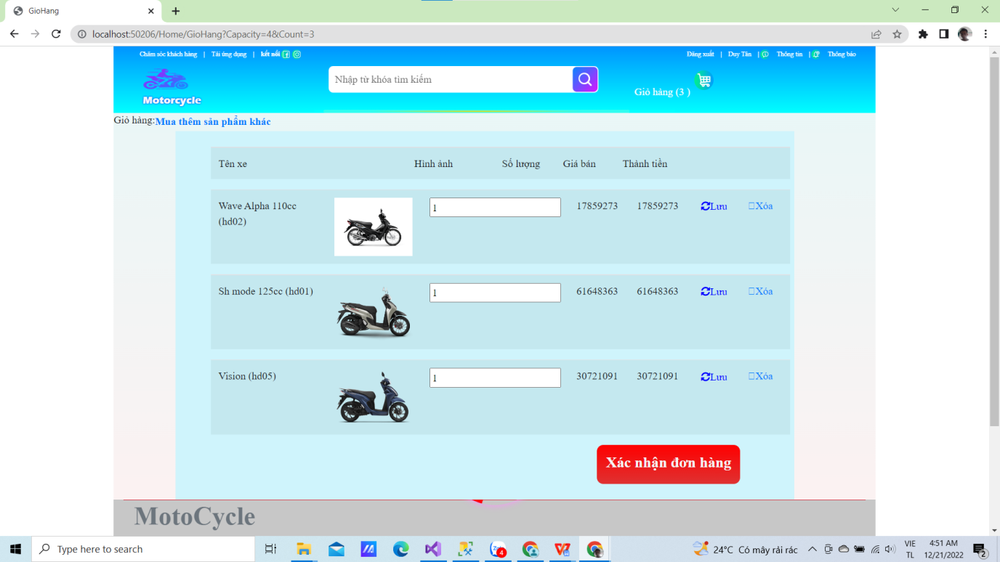 GioHang
localhost:50206/Home/GioHang?Capacity=4&Count=3
Chăm sóc khách hàng | Tải ứng dụng | kết nối
Đăng xuất | Duy Tân | Thông tin | Thông báo
Nhập từ khóa tìm kiếm
Giỏ hàng (3 )
Motorcycle
Giỏ hàng:Mua thêm sản phẩm khác
Tên xe Hình ảnh Số lượng Giá bán Thành tiền
Wave Alpha 110cc 1 17859273 17859273 Lưu Xóa
(hd02)
Sh mode 125cc (hd01) 1 61648363 61648363 Lưu Xóa
Vision (hd05) 1 30721091 30721091 Lưu Xóa
Xác nhận đơn hàng
MotoCycle
Type here to search
4
24°C Có mây rải rác
VIE
TL
4:51 AM
12/21/2022
2